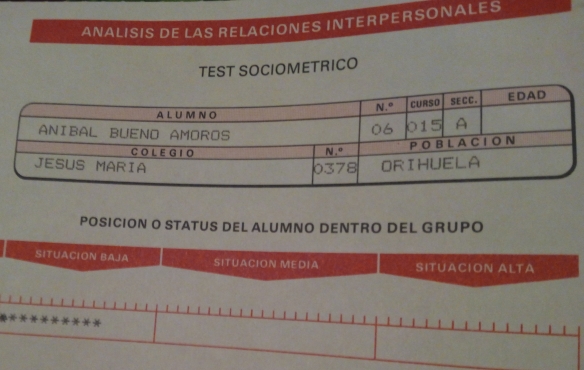 ANALISIS DE LAS RELACIONES INTERPERSONALES
TEST SOCIOMETRICO
ALUMNO N.º CURSO SECC. EDAD
ANIBAL BUENO AMOROS 06 015 A
COLEGIO N.º POBLACION
JESUS MARIA 0378 ORIHUELA
POSICION O STATUS DEL ALUMNO DENTRO DEL GRUPO
SITUACION BAJA SITUACION MEDIA SITUACION ALTA
**********